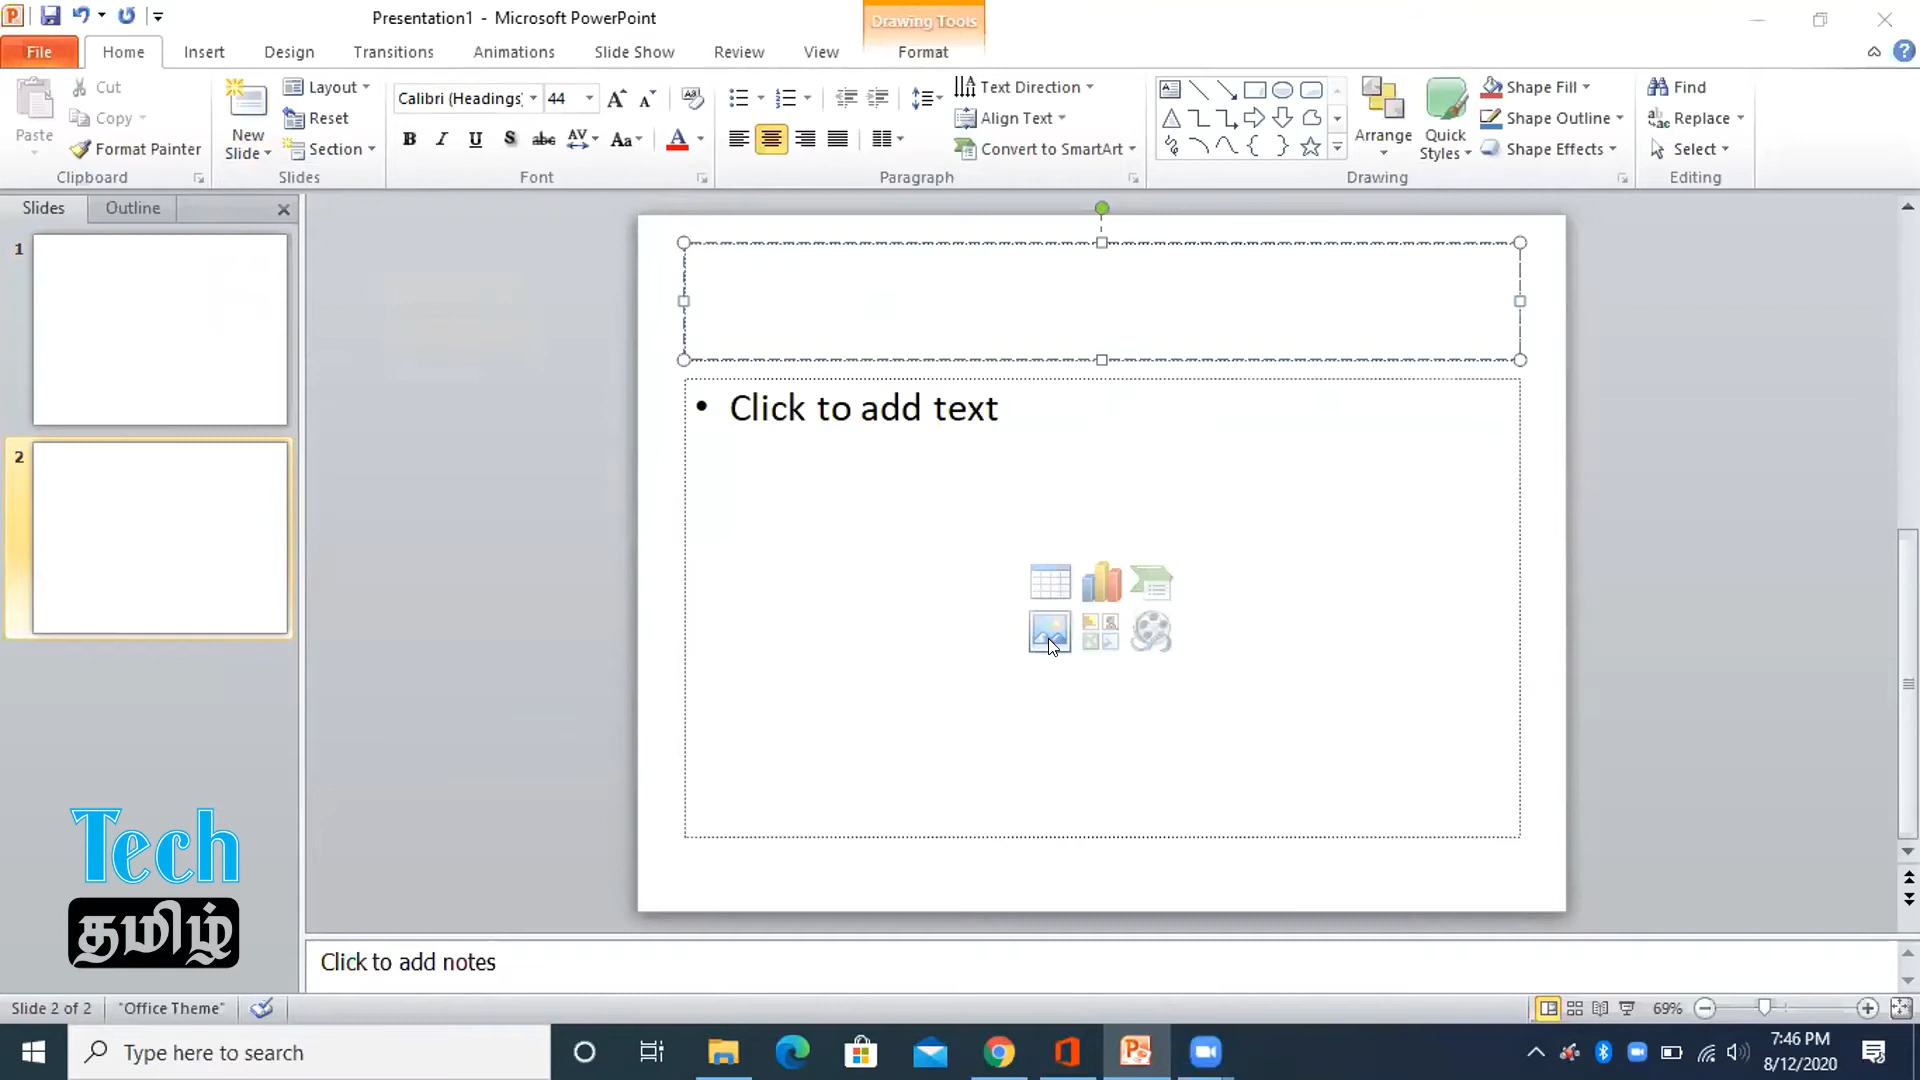 Presentation1 - Microsoft PowerPoint
Drawing Tools
File
Home
Insert
Design
Transitions
Animations
Slide Show
Review
View
Format
Paste
Cut
Copy
Format Painter
Clipboard
New
Slide
Layout
Reset
Section
Slides
Calibri (Headings)
44
B
I
U
S
abc
AV
Aa
A
Font
Text Direction
Align Text
Convert to SmartArt
Paragraph
Arrange
Quick
Styles
Shape Fill
Shape Outline
Shape Effects
Drawing
Find
Replace
Select
Editing
Slides
Outline
1
2
• Click to add text
Tech
தமிழ்
Click to add notes
Slide 2 of 2
"Office Theme"
69%
Type here to search
7:46 PM
8/12/2020